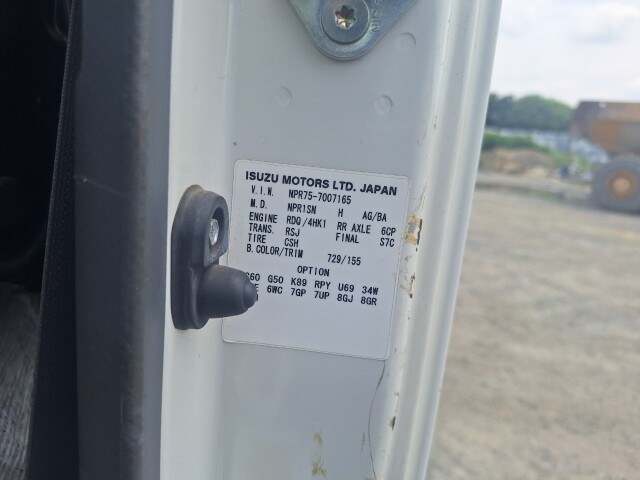 ISUZU MOTORS LTD. JAPAN
V.I.N. NPR75-7007165
M.D. NPR1SN H AG/BA
ENGINE RDQ/4HK1 RR AXLE 6CP
TRANS. RSJ FINAL S7C
TIRE CSH
B.COLOR/TRIM 729/155
OPTION
G50 K89 RPY U69 34W
6WC 7GP 7UP 8GJ 8GR